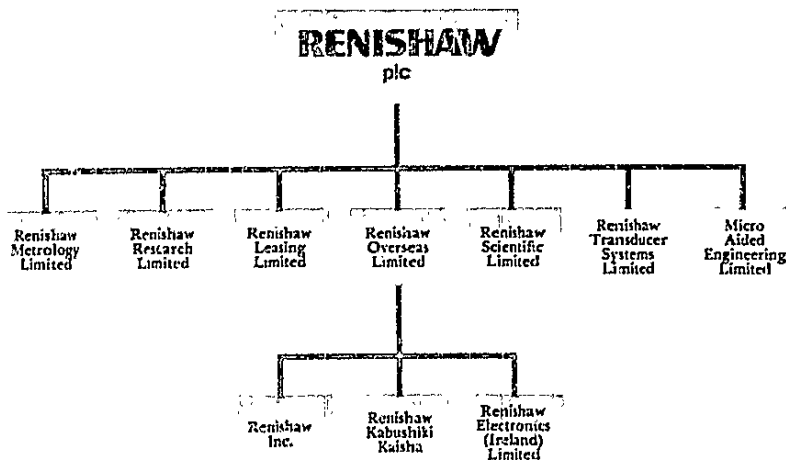 RENISHAW
plc
Renishaw
Metrology
Limited
Renishaw
Research
Limited
Renishaw
Leasing
Limited
Renishaw
Overseas
Limited
Renishaw
Scientific
Limited
Renishaw
Transducer
Systems
Limited
Micro
Aided
Engineering
Limited
Renishaw
Inc.
Renishaw
Kabushiki
Kaisha
Renishaw
Electronics
(Ireland)
Limited